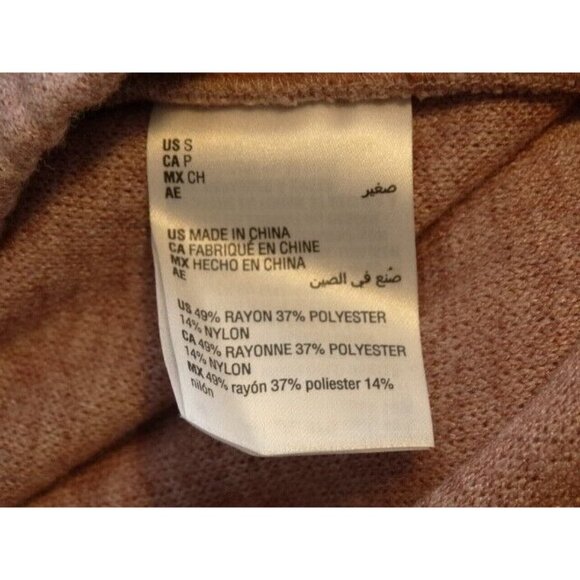 US S
CA P
MX CH
AE صغير
US MADE IN CHINA
CA FABRIQUÉ EN CHINE
MX HECHO EN CHINA
AE صُنع في الصين
US 49% RAYON 37% POLYESTER
14% NYLON
CA 49% RAYONNE 37% POLYESTER
14% NYLON
MX 49% rayón 37% poliester 14%
nilón